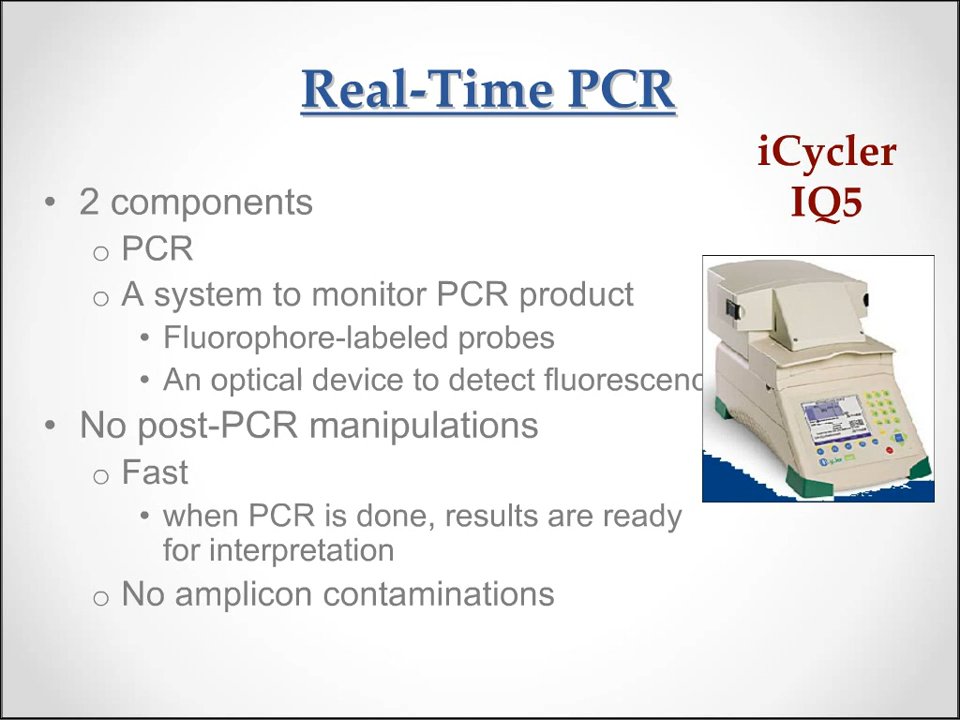 Real-Time PCR
iCycler
IQ5
• 2 components
o PCR
o A system to monitor PCR product
• Fluorophore-labeled probes
• An optical device to detect fluorescenc
• No post-PCR manipulations
o Fast
• when PCR is done, results are ready
for interpretation
o No amplicon contaminations